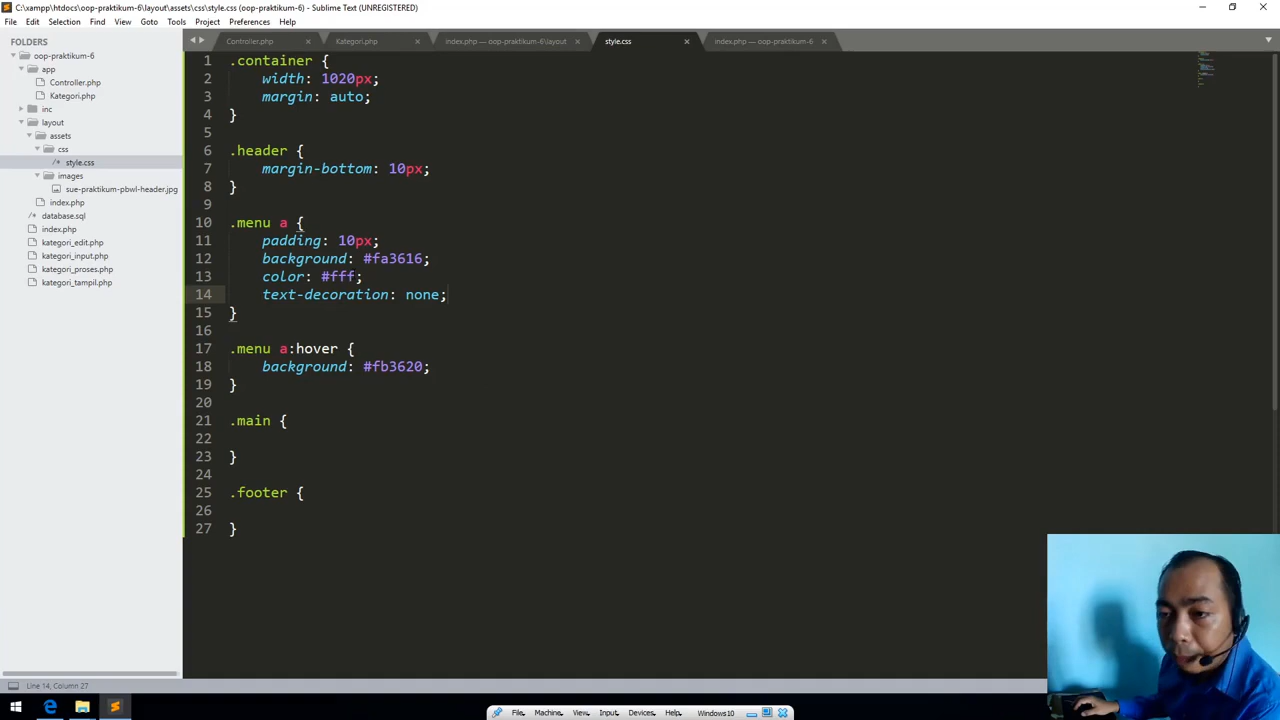 C:\xampp\htdocs\oop-praktikum-6\layout\assets\css\style.css (oop-praktikum-6) - Sublime Text (UNREGISTERED)
File Edit Selection Find View Goto Tools Project Preferences Help
FOLDERS
oop-praktikum-6
app
Controller.php
Kategori.php
inc
layout
assets
css
style.css
images
sue-praktikum-pbwl-header.jpg
index.php
database.sql
index.php
kategori_edit.php
kategori_input.php
kategori_proses.php
kategori_tampil.php
Controller.php Kategori.php index.php — oop-praktikum-6\layout style.css index.php — oop-praktikum-6
1 .container {
2 width: 1020px;
3 margin: auto;
4 }
5
6 .header {
7 margin-bottom: 10px;
8 }
9
10 .menu a {
11 padding: 10px;
12 background: #fa3616;
13 color: #fff;
14 text-decoration: none;
15 }
16
17 .menu a:hover {
18 background: #fb3620;
19 }
20
21 .main {
22
23 }
24
25 .footer {
26
27 }
Line 14, Column 27
File Machine View Input Devices Help Windows10